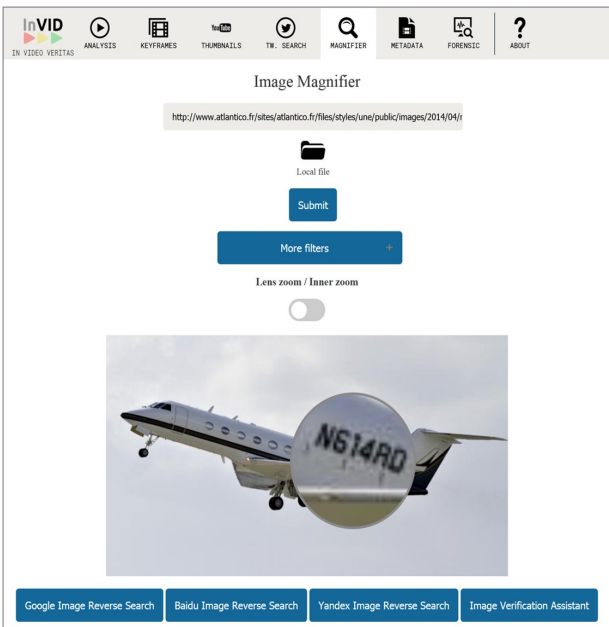 InVID
IN VIDEO VERITAS
ANALYSIS
KEYFRAMES
YouTube
THUMBNAILS
TW. SEARCH
MAGNIFIER
METADATA
FORENSIC
?
ABOUT
Image Magnifier
http://www.atlantico.fr/sites/atlantico.fr/files/styles/une/public/images/2014/04/r
Local file
Submit
More filters +
Lens zoom / Inner zoom
N614RD
Google Image Reverse Search
Baidu Image Reverse Search
Yandex Image Reverse Search
Image Verification Assistant